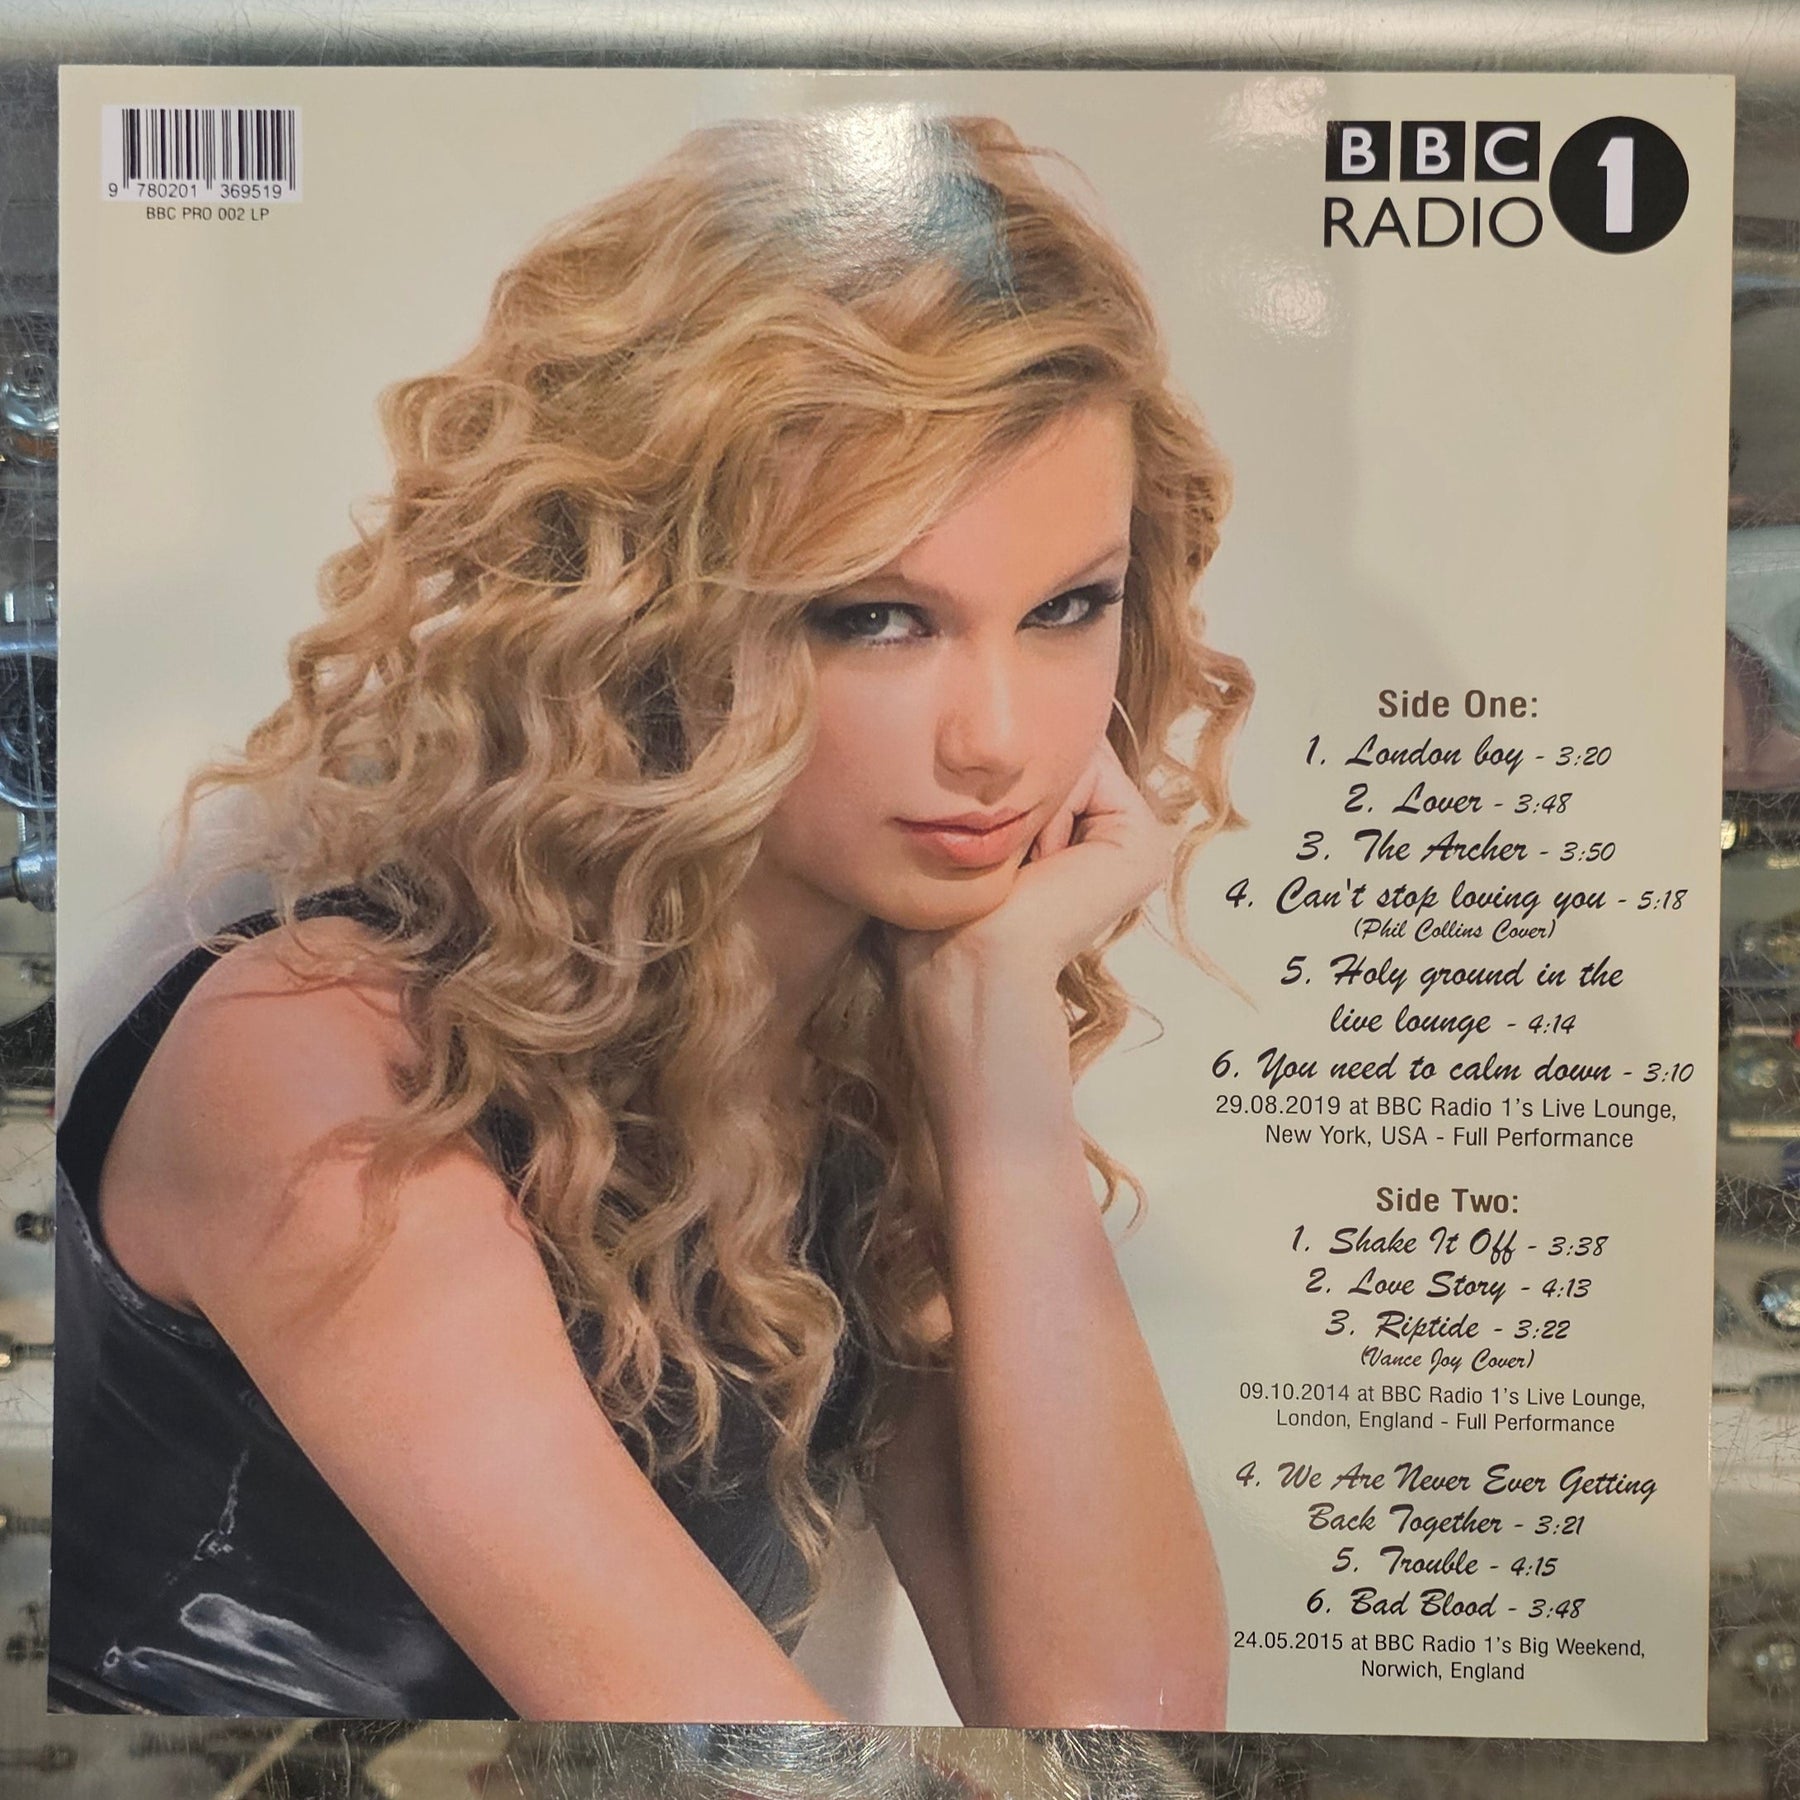 9 780201 369519
BBC PRO 002 LP
BBC
RADIO 1
Side One:
1. London boy - 3:20
2. Lover - 3:48
3. The Archer - 3:50
4. Can't stop loving you - 5:18
(Phil Collins Cover)
5. Holy ground in the
live lounge - 4:14
6. You need to calm down - 3:10
29.08.2019 at BBC Radio 1's Live Lounge,
New York, USA - Full Performance
Side Two:
1. Shake It Off - 3:38
2. Love Story - 4:13
3. Riptide - 3:22
(Vance Joy Cover)
09.10.2014 at BBC Radio 1's Live Lounge,
London, England - Full Performance
4. We Are Never Ever Getting
Back Together - 3:21
5. Trouble - 4:15
6. Bad Blood - 3:48
24.05.2015 at BBC Radio 1's Big Weekend,
Norwich, England